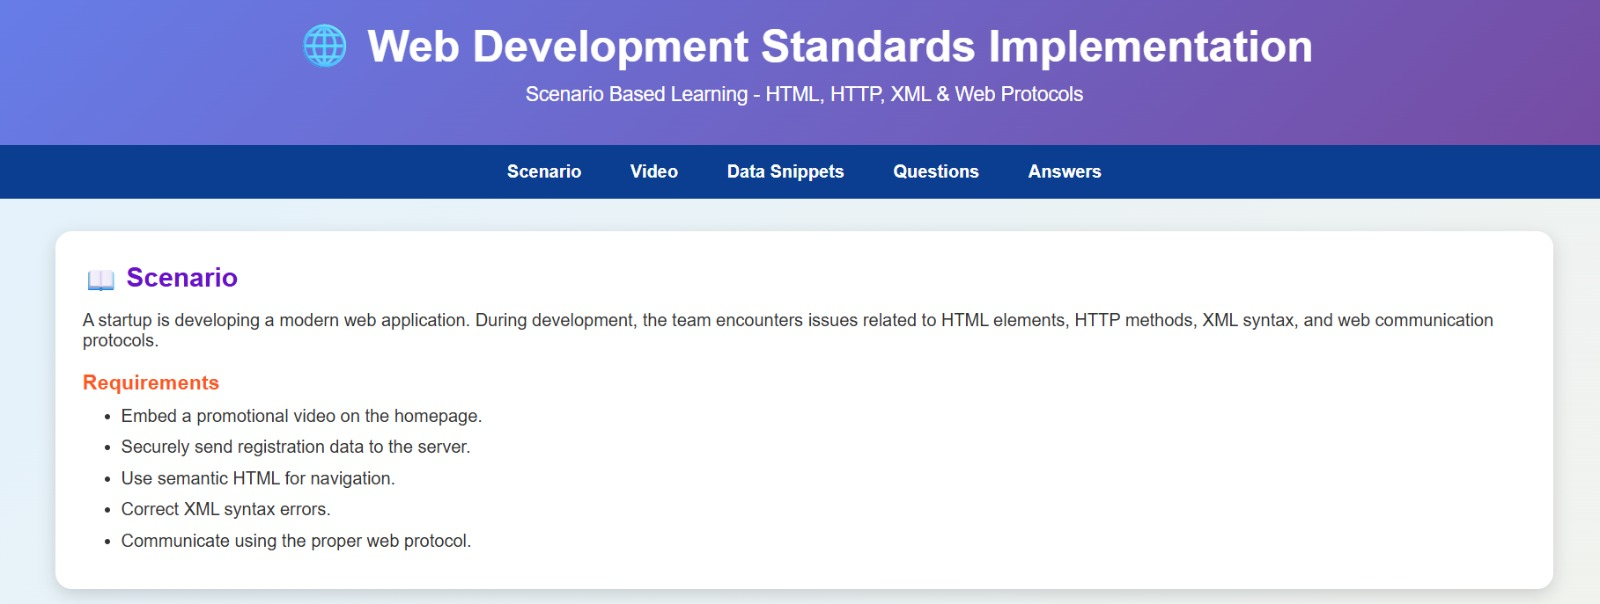 Web Development Standards Implementation
Scenario Based Learning - HTML, HTTP, XML & Web Protocols
Scenario Video Data Snippets Questions Answers
Scenario
A startup is developing a modern web application. During development, the team encounters issues related to HTML elements, HTTP methods, XML syntax, and web communication
protocols.
Requirements
• Embed a promotional video on the homepage.
• Securely send registration data to the server.
• Use semantic HTML for navigation.
• Correct XML syntax errors.
• Communicate using the proper web protocol.